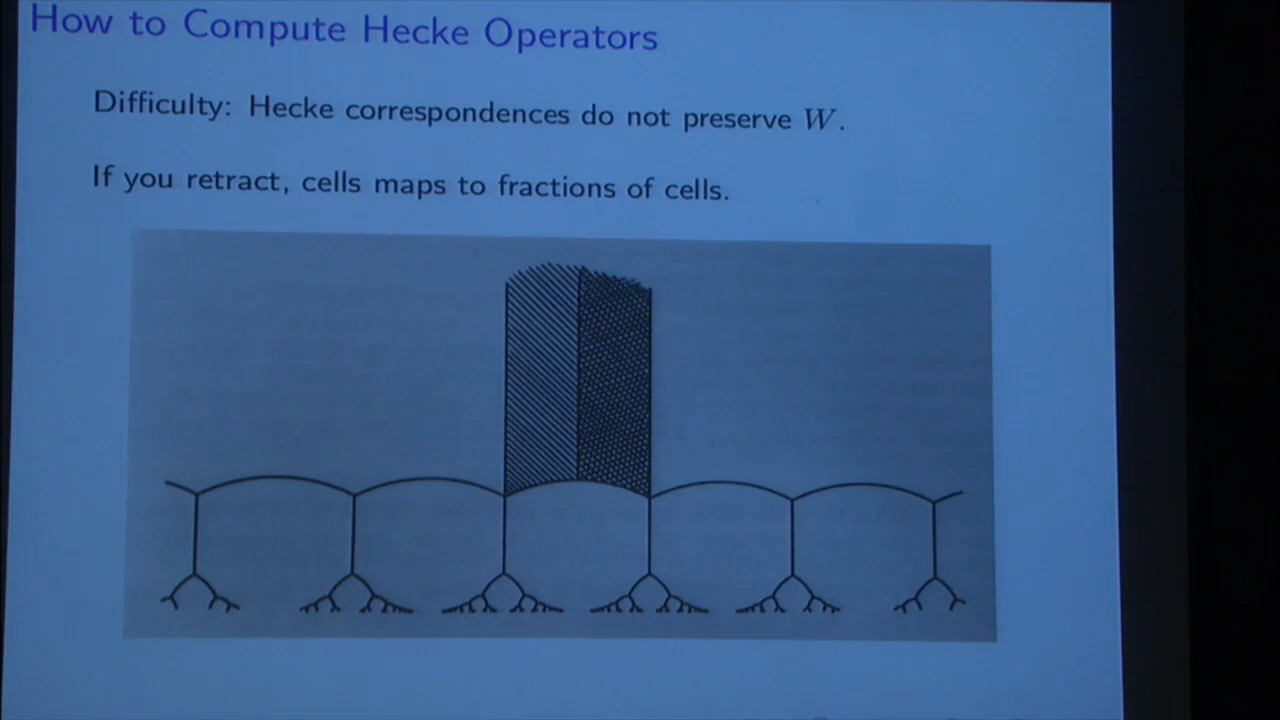 How to Compute Hecke Operators
Difficulty: Hecke correspondences do not preserve W.
If you retract, cells maps to fractions of cells.